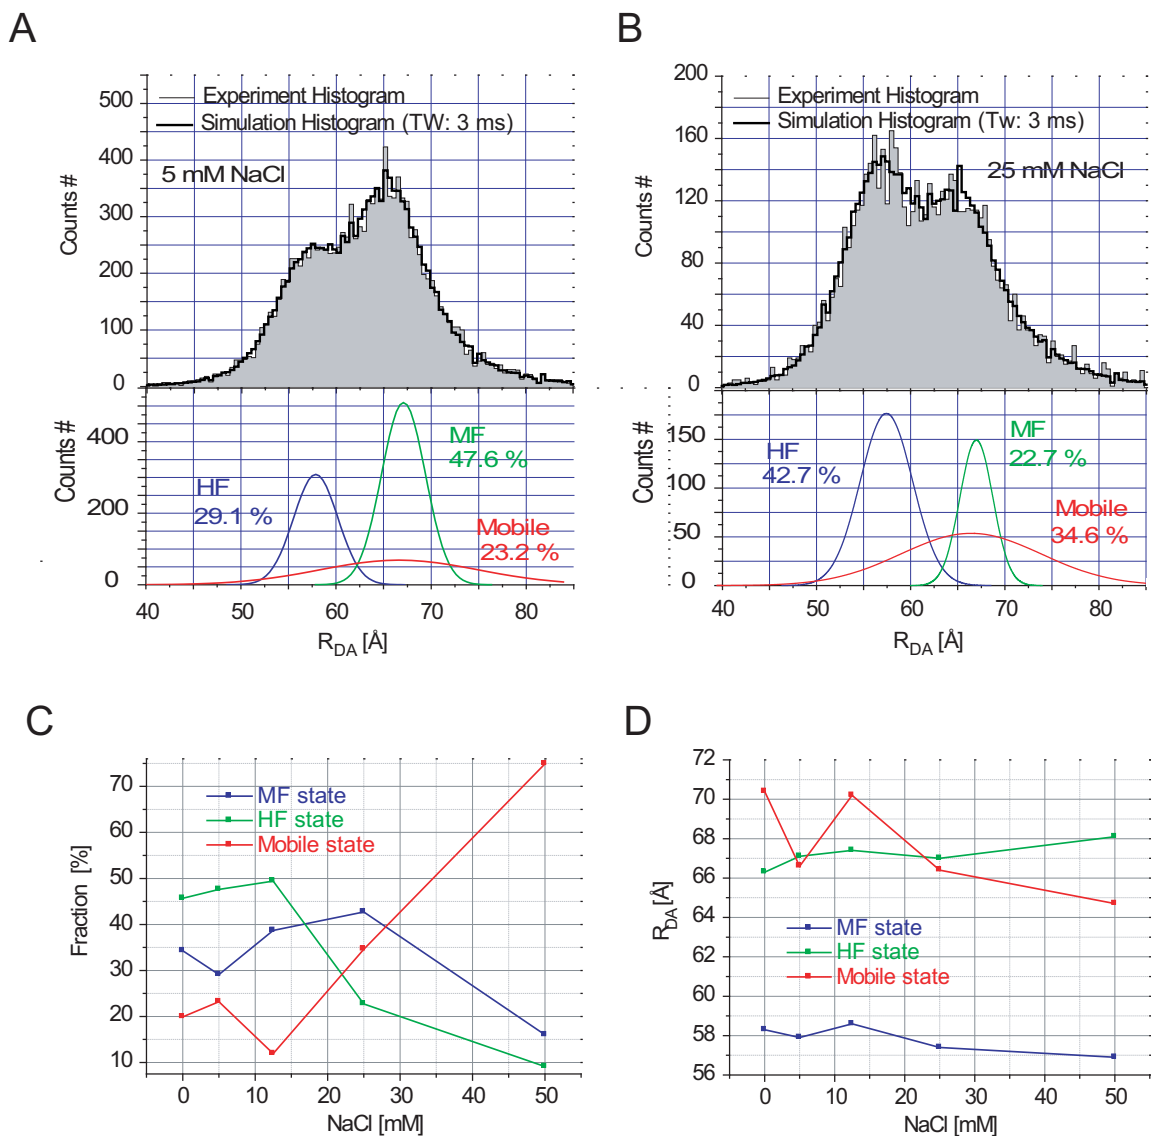 A
B
500
400
300
200
100
0
Counts #
Experiment Histogram
Simulation Histogram (TW: 3 ms)
5 mM NaCl
200
160
120
80
40
0
Counts #
Experiment Histogram
Simulation Histogram (Tw: 3 ms)
25 mM NaCl
400
200
0
Counts #
HF
29.1 %
MF
47.6 %
Mobile
23.2 %
40 50 60 70 80
RDA [Å]
150
100
50
0
Counts #
HF
42.7 %
MF
22.7 %
Mobile
34.6 %
40 50 60 70 80
RDA [Å]
C
D
70
60
50
40
30
20
10
Fraction [%]
MF state
HF state
Mobile state
0 10 20 30 40 50
NaCl [mM]
72
70
68
66
64
62
60
58
56
RDA [Å]
MF state
HF state
Mobile state
0 10 20 30 40 50
NaCl [mM]